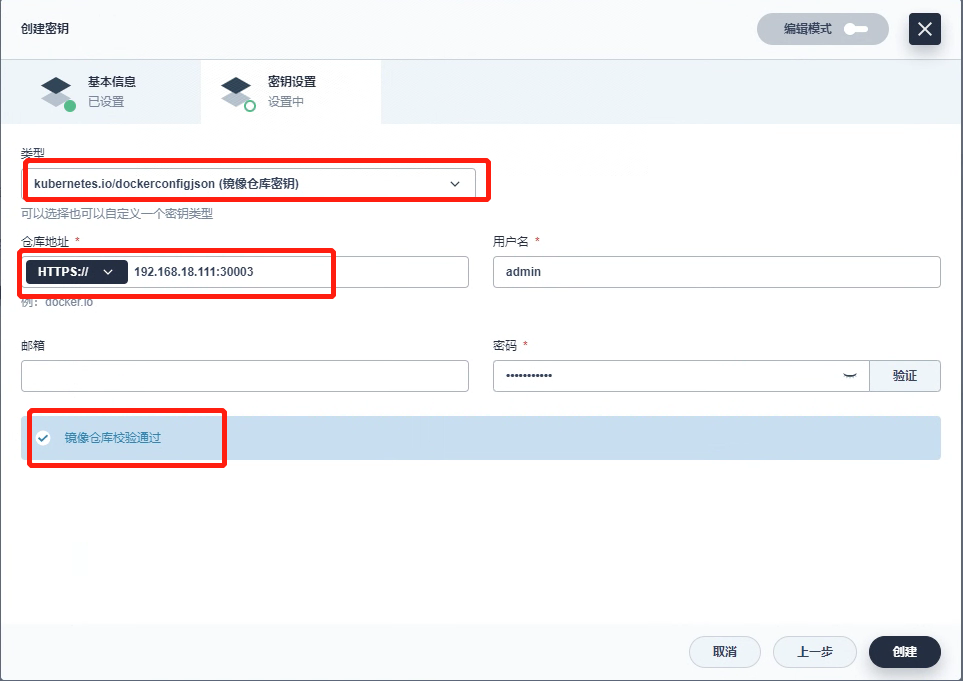 创建密钥
编辑模式
基本信息
已设置
密钥设置
设置中
类型
kubernetes.io/dockerconfigjson (镜像仓库密钥)
可以选择也可以自定义一个密钥类型
仓库地址 *
用户名 *
HTTPS:// 192.168.18.111:30003
admin
例：docker.io
邮箱
密码 *
•••••••••••
验证
镜像仓库校验通过
取消
上一步
创建